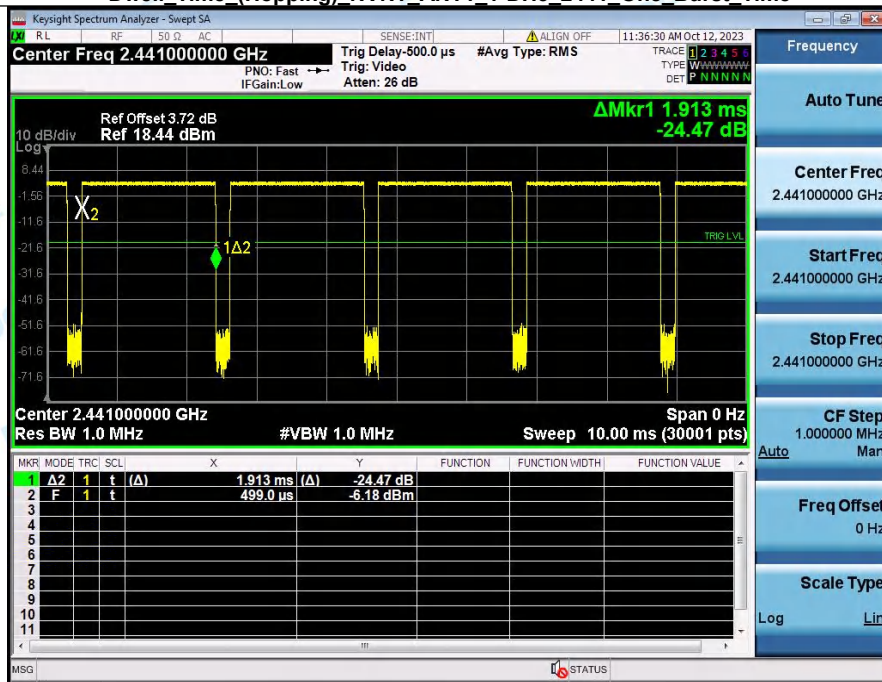 Keysight Spectrum Analyzer - Swept SA
RL RF 50 Ω AC SENSE:INT ALIGN OFF 11:36:30 AM Oct 12, 2023
Center Freq 2.441000000 GHz
PNO: Fast
IFGain:Low
Trig Delay-500.0 µs
Trig: Video
Atten: 26 dB
#Avg Type: RMS
TRACE 1 2 3 4 5 6
TYPE WWWWWW
DET P N N N N N
Ref Offset 3.72 dB
Ref 18.44 dBm
10 dB/div
Log
ΔMkr1 1.913 ms
-24.47 dB
8.44
-1.56
-11.6
-21.6
-31.6
-41.6
-51.6
-61.6
-71.6
X2
1Δ2
TRIG LVL
Center 2.441000000 GHz
Span 0 Hz
Res BW 1.0 MHz
#VBW 1.0 MHz
Sweep 10.00 ms (30001 pts)
MKR MODE TRC SCL X Y FUNCTION FUNCTION WIDTH FUNCTION VALUE
1 Δ2 1 t (Δ) 1.913 ms (Δ) -24.47 dB
2 F 1 t 499.0 µs -6.18 dBm
3
4
5
6
7
8
9
10
11
MSG
STATUS
Frequency
Auto Tune
Center Freq
2.441000000 GHz
Start Freq
2.441000000 GHz
Stop Freq
2.441000000 GHz
CF Step
1.000000 MHz
Auto Man
Freq Offset
0 Hz
Scale Type
Log Lin